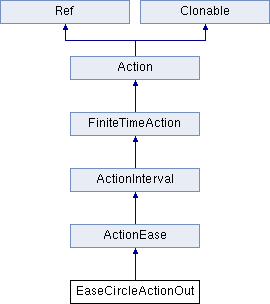 Ref Clonable
Action
FiniteTimeAction
ActionInterval
ActionEase
EaseCircleActionOut